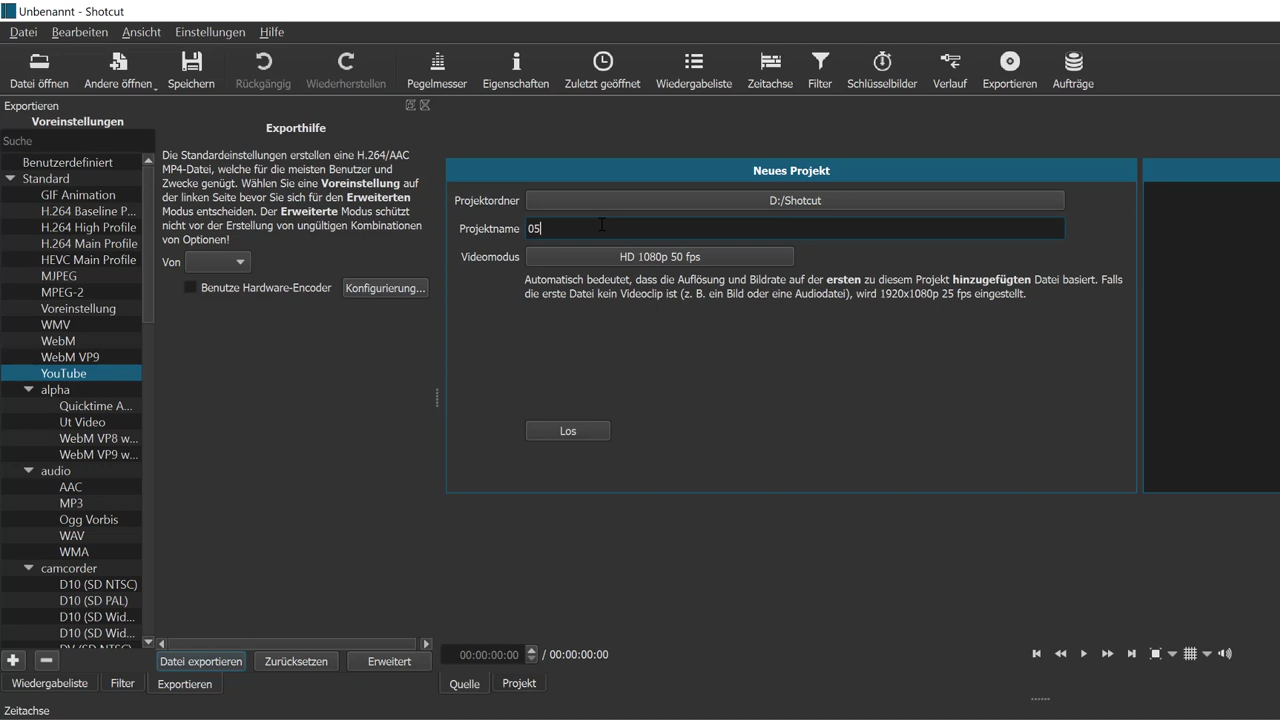 Unbenannt - Shotcut
Datei Bearbeiten Ansicht Einstellungen Hilfe
Datei öffnen Andere öffnen Speichern Rückgängig Wiederherstellen Pegelmesser Eigenschaften Zuletzt geöffnet Wiedergabeliste Zeitachse Filter Schlüsselbilder Verlauf Exportieren Aufträge
Exportieren
Voreinstellungen
Suche
Benutzerdefiniert
Standard
GIF Animation
H.264 Baseline P...
H.264 High Profile
H.264 Main Profile
HEVC Main Profile
MJPEG
MPEG-2
Voreinstellung
WMV
WebM
WebM VP9
YouTube
alpha
Quicktime A...
Ut Video
WebM VP8 w...
WebM VP9 w...
audio
AAC
MP3
Ogg Vorbis
WAV
WMA
camcorder
D10 (SD NTSC)
D10 (SD PAL)
D10 (SD Wid...
D10 (SD Wid...
DV (SD NTSC)
Exporthilfe
Die Standardeinstellungen erstellen eine H.264/AAC
MP4-Datei, welche für die meisten Benutzer und
Zwecke genügt. Wählen Sie eine Voreinstellung auf
der linken Seite bevor Sie sich für den Erweiterten
Modus entscheiden. Der Erweiterte Modus schützt
nicht vor der Erstellung von ungültigen Kombinationen
von Optionen!
Von
Benutze Hardware-Encoder Konfigurierung...
Datei exportieren Zurücksetzen Erweitert
Wiedergabeliste Filter Exportieren
Neues Projekt
Projektordner D:/Shotcut
Projektname 05
Videomodus HD 1080p 50 fps
Automatisch bedeutet, dass die Auflösung und Bildrate auf der ersten zu diesem Projekt hinzugefügten Datei basiert. Falls
die erste Datei kein Videoclip ist (z. B. ein Bild oder eine Audiodatei), wird 1920x1080p 25 fps eingestellt.
Los
00:00:00:00 / 00:00:00:00
Quelle Projekt
Zeitachse